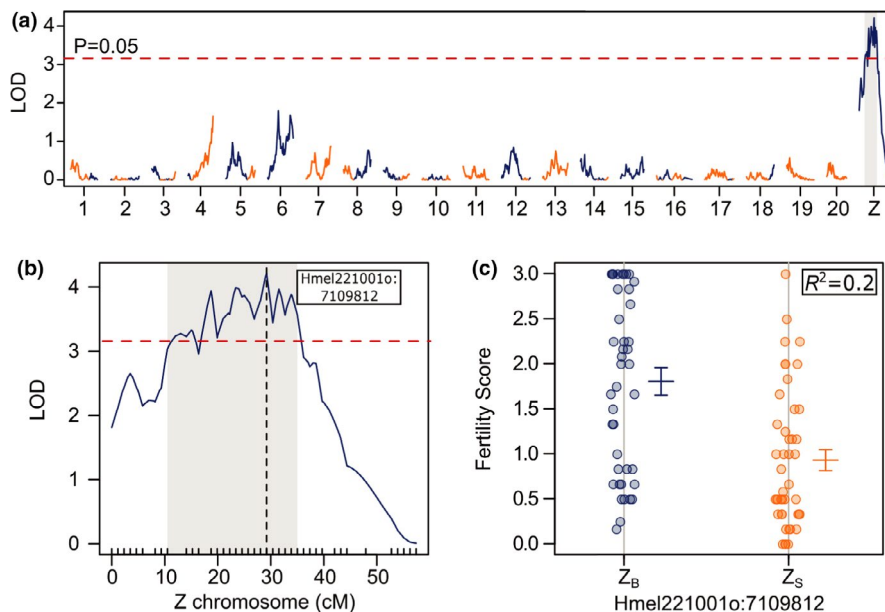 (a)
P=0.05
LOD
4
3
2
1
0
1 2 3 4 5 6 7 8 9 10 11 12 13 14 15 16 17 18 19 20 Z
(b)
LOD
4
3
2
1
0
Hmel221001o:
7109812
0 10 20 30 40 50
Z chromosome (cM)
(c)
Fertility Score
3.0
2.5
2.0
1.5
1.0
0.5
0.0
R²=0.2
Z_B Z_S
Hmel221001o:7109812